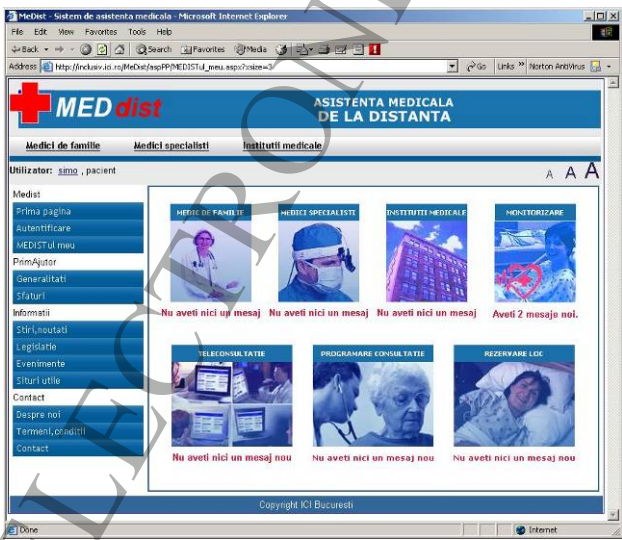 MeDist - Sistem de asistenta medicala - Microsoft Internet Explorer
File Edit View Favorites Tools Help
Back Search Favorites Media
Address http://inclusiv.ici.ro/MeDist/aspPP/MEDISTul_meu.aspx?xsize=3 Go Links » Norton AntiVirus
MEDdist
ASISTENTA MEDICALA
DE LA DISTANTA
Medici de familie Medici specialisti Institutii medicale
Utilizator: simo , pacient A A A
Medist
Prima pagina
Autentificare
MEDISTul meu
PrimAjutor
Generalitati
Sfaturi
Informatii
Stiri,noutati
Legislatie
Evenimente
Situri utile
Contact
Despre noi
Termeni,conditii
Contact
MEDIC DE FAMILIE MEDICI SPECIALISTI INSTITUTII MEDICALE MONITORIZARE
Nu aveti nici un mesaj Nu aveti nici un mesaj Nu aveti nici un mesaj Aveti 2 mesaje noi.
TELECONSULTATIE PROGRAMARE CONSULTATIE REZERVARE LOC
Nu aveti nici un mesaj nou Nu aveti nici un mesaj nou Nu aveti nici un mesaj nou
Copyright ICI Bucuresti
Done Internet
LECTRONI